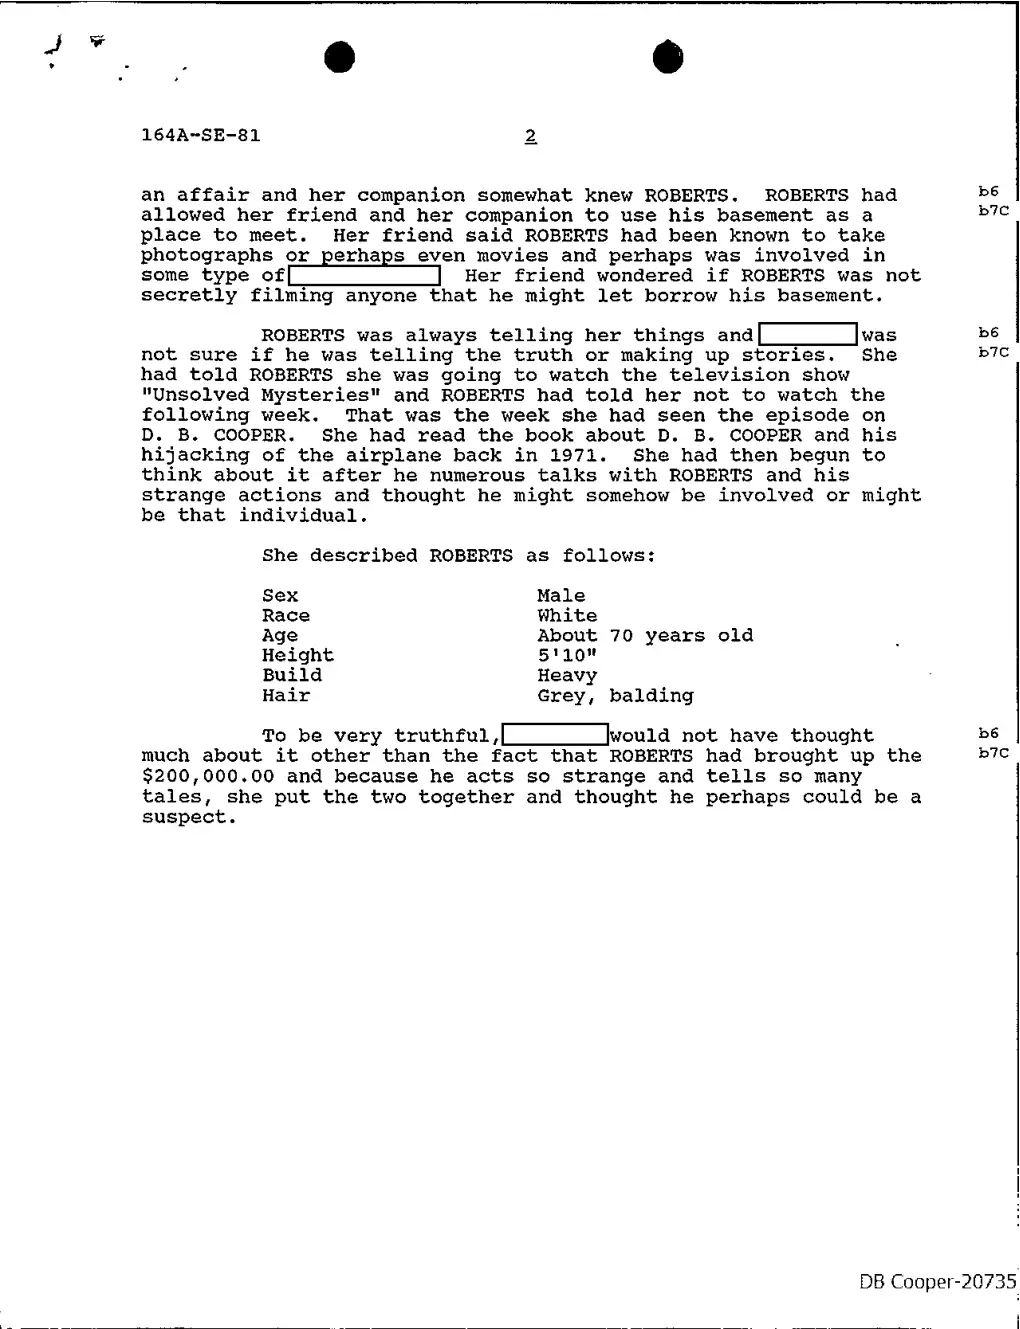 164A-SE-81 2
an affair and her companion somewhat knew ROBERTS. ROBERTS had b6
allowed her friend and her companion to use his basement as a b7C
place to meet. Her friend said ROBERTS had been known to take
photographs or perhaps even movies and perhaps was involved in
some type of Her friend wondered if ROBERTS was not
secretly filming anyone that he might let borrow his basement.
ROBERTS was always telling her things and was b6
not sure if he was telling the truth or making up stories. She b7C
had told ROBERTS she was going to watch the television show
"Unsolved Mysteries" and ROBERTS had told her not to watch the
following week. That was the week she had seen the episode on
D. B. COOPER. She had read the book about D. B. COOPER and his
hijacking of the airplane back in 1971. She had then begun to
think about it after he numerous talks with ROBERTS and his
strange actions and thought he might somehow be involved or might
be that individual.
She described ROBERTS as follows:
Sex Male
Race White
Age About 70 years old
Height 5'10"
Build Heavy
Hair Grey, balding
To be very truthful, would not have thought b6
much about it other than the fact that ROBERTS had brought up the b7C
$200,000.00 and because he acts so strange and tells so many
tales, she put the two together and thought he perhaps could be a
suspect.
DB Cooper-20735